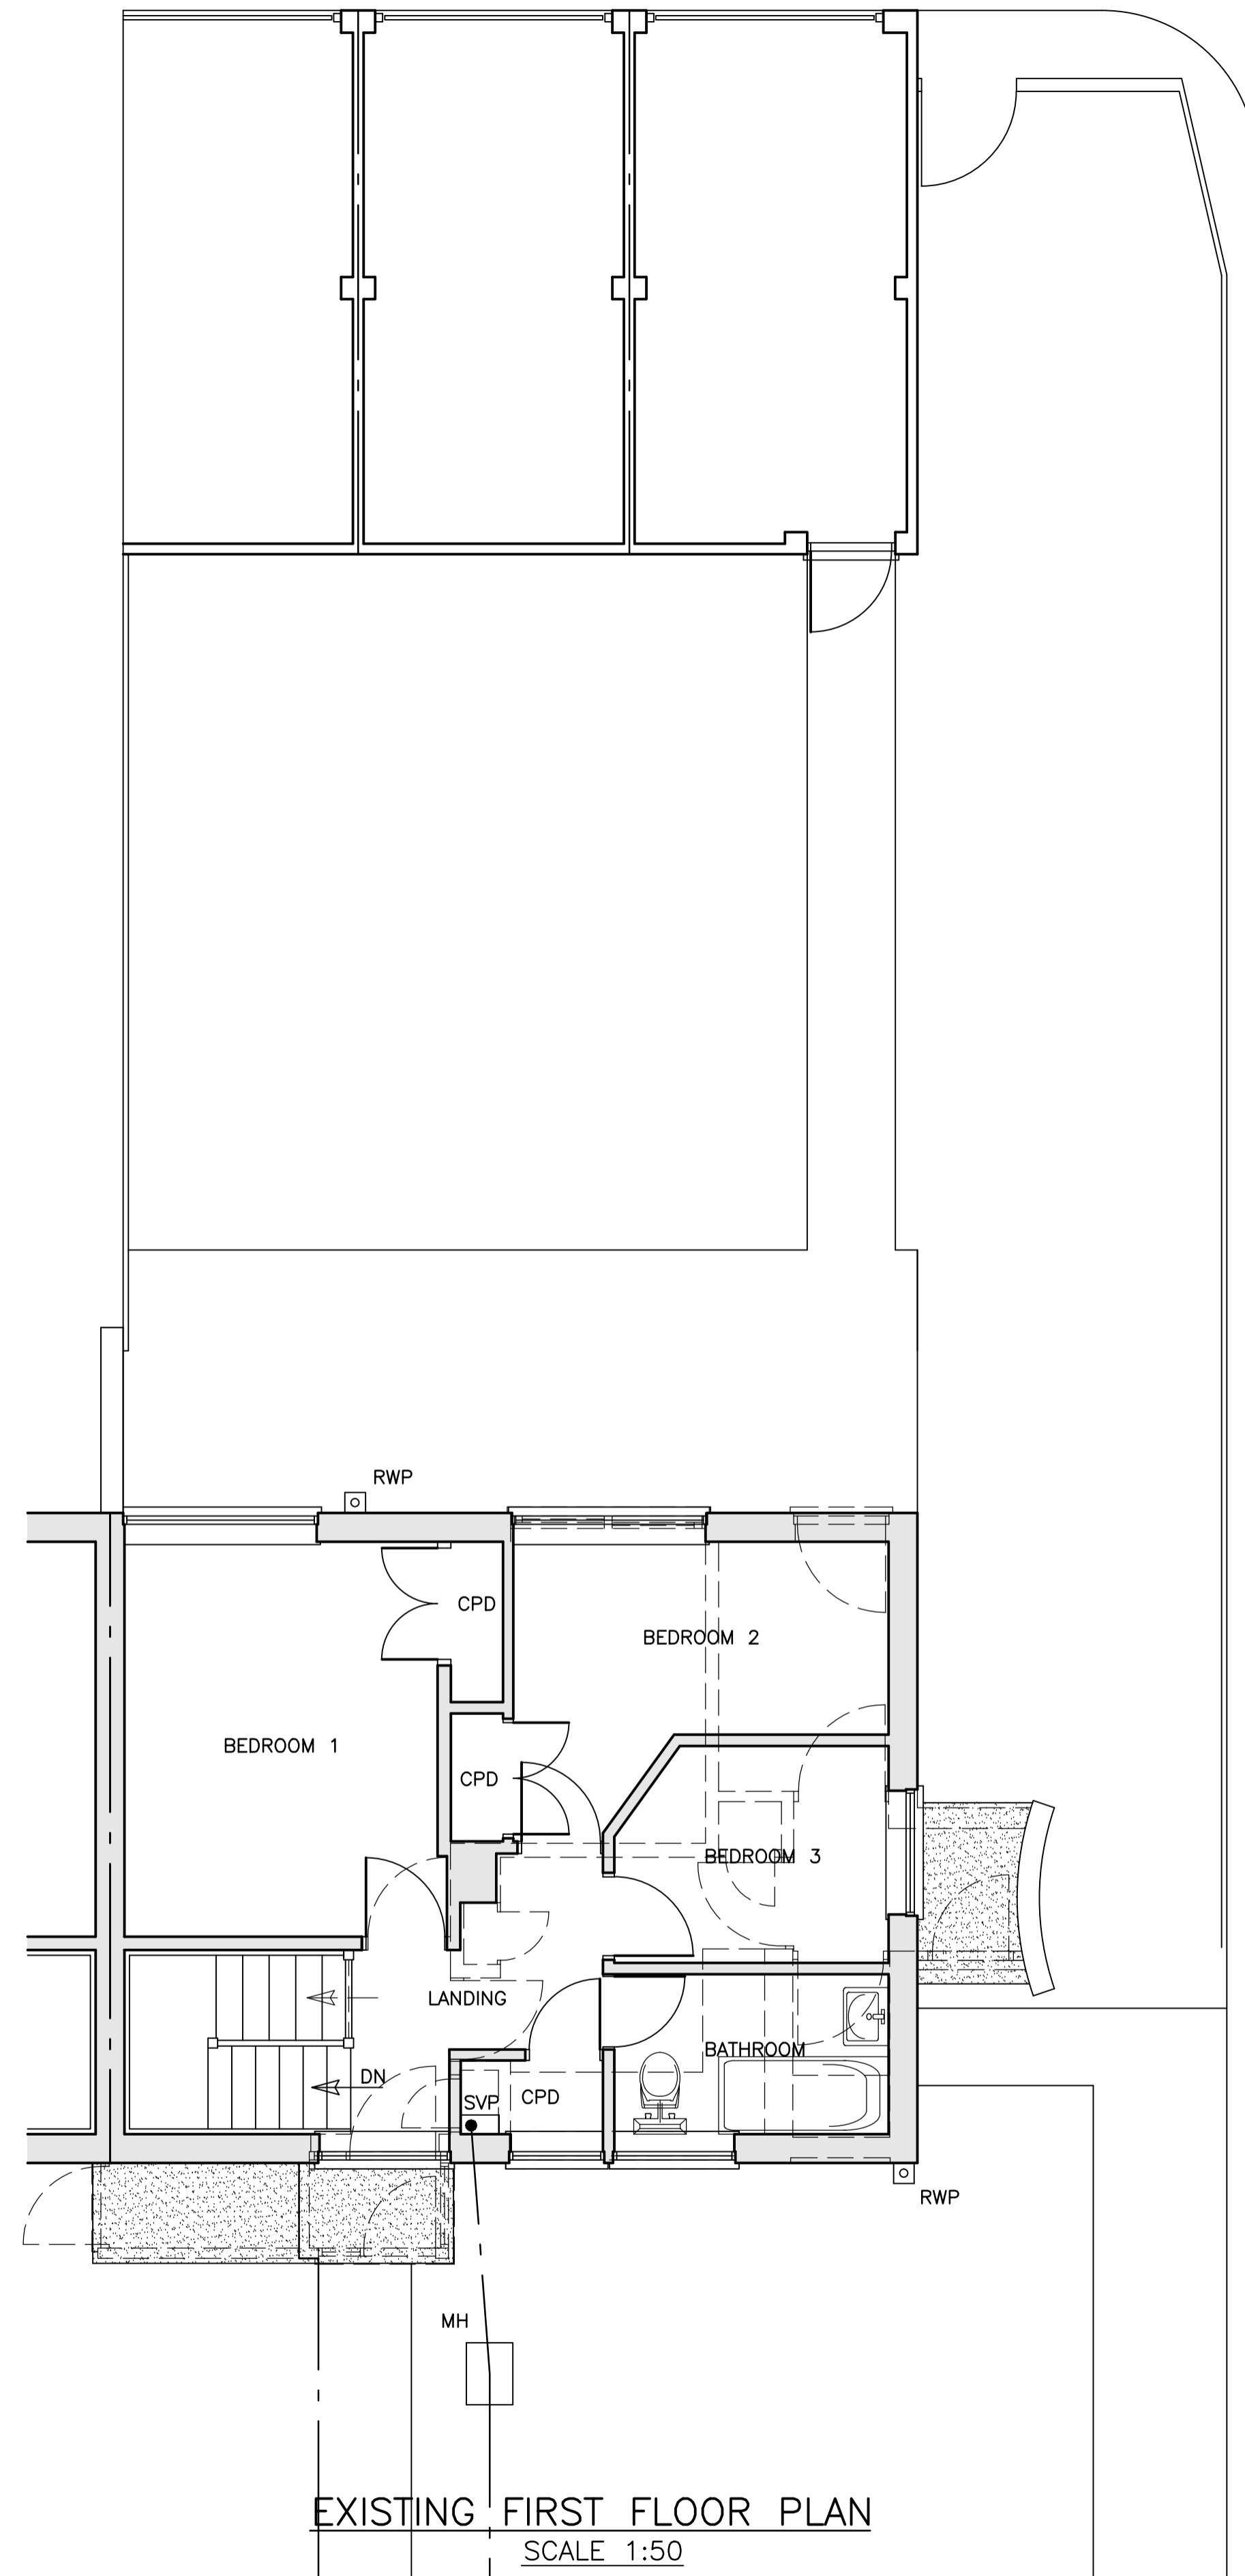 RWP
CPD
BEDROOM 2
BEDROOM 1
CPD
BEDROOM 3
LANDING
BATHROOM
DN
CPD
SVP
RWP
MH
EXISTING FIRST FLOOR PLAN
SCALE 1:50